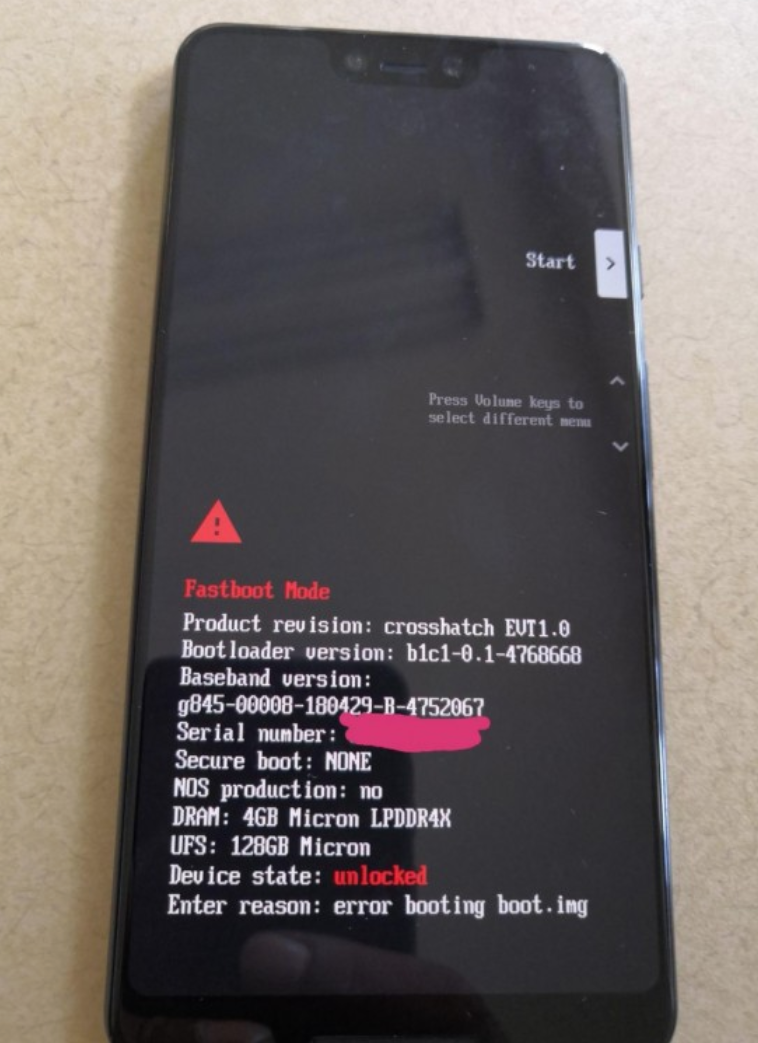 Start
Press Volume keys to
select different menu
Fastboot Mode
Product revision: crosshatch EVT1.0
Bootloader version: b1c1-0.1-4768668
Baseband version:
g845-00008-180429-B-4752067
Serial number:
Secure boot: NONE
NOS production: no
DRAM: 4GB Micron LPDDR4X
UFS: 128GB Micron
Device state: unlocked
Enter reason: error booting boot.img